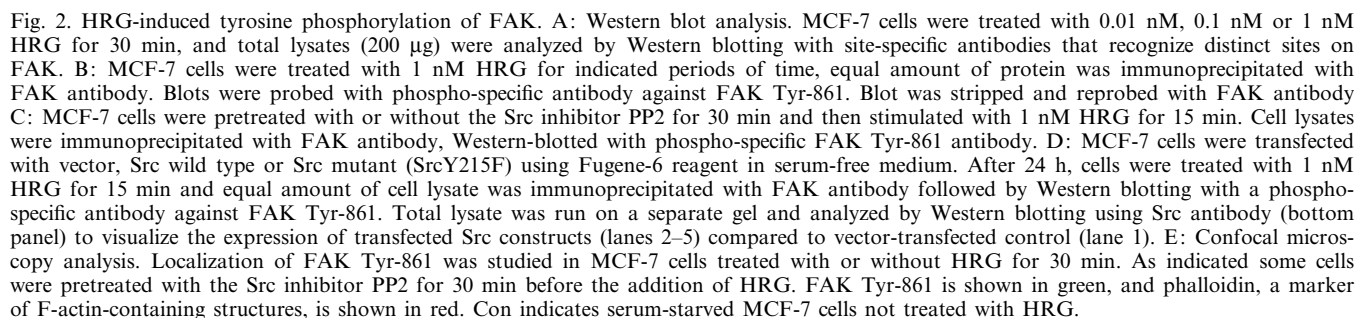 Fig. 2. HRG-induced tyrosine phosphorylation of FAK. A: Western blot analysis. MCF-7 cells were treated with 0.01 nM, 0.1 nM or 1 nM
HRG for 30 min, and total lysates (200 μg) were analyzed by Western blotting with site-specific antibodies that recognize distinct sites on
FAK. B: MCF-7 cells were treated with 1 nM HRG for indicated periods of time, equal amount of protein was immunoprecipitated with
FAK antibody. Blots were probed with phospho-specific antibody against FAK Tyr-861. Blot was stripped and reprobed with FAK antibody
C: MCF-7 cells were pretreated with or without the Src inhibitor PP2 for 30 min and then stimulated with 1 nM HRG for 15 min. Cell lysates
were immunoprecipitated with FAK antibody, Western-blotted with phospho-specific FAK Tyr-861 antibody. D: MCF-7 cells were transfected
with vector, Src wild type or Src mutant (SrcY215F) using Fugene-6 reagent in serum-free medium. After 24 h, cells were treated with 1 nM
HRG for 15 min and equal amount of cell lysate was immunoprecipitated with FAK antibody followed by Western blotting with a phospho-
specific antibody against FAK Tyr-861. Total lysate was run on a separate gel and analyzed by Western blotting using Src antibody (bottom
panel) to visualize the expression of transfected Src constructs (lanes 2–5) compared to vector-transfected control (lane 1). E: Confocal micros-
copy analysis. Localization of FAK Tyr-861 was studied in MCF-7 cells treated with or without HRG for 30 min. As indicated some cells
were pretreated with the Src inhibitor PP2 for 30 min before the addition of HRG. FAK Tyr-861 is shown in green, and phalloidin, a marker
of F-actin-containing structures, is shown in red. Con indicates serum-starved MCF-7 cells not treated with HRG.